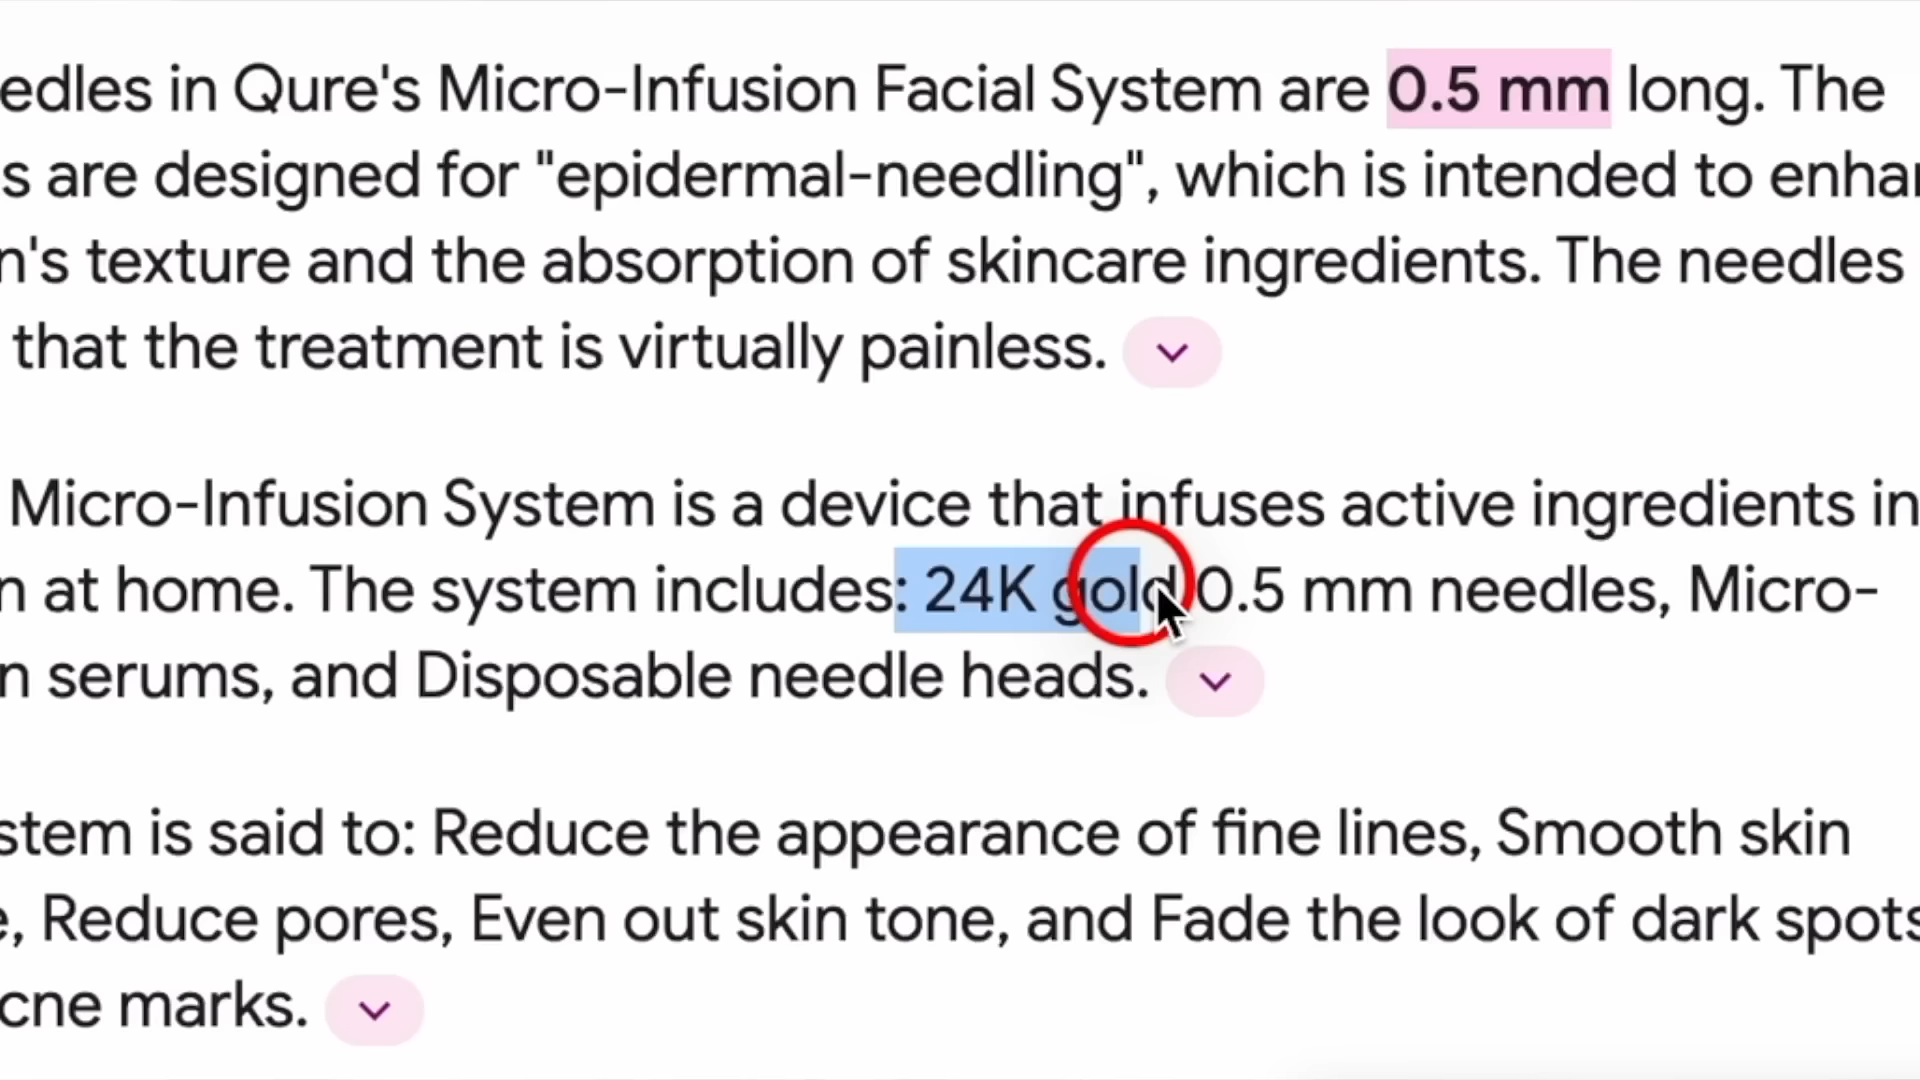 edles in Qure's Micro-Infusion Facial System are 0.5 mm long. The
s are designed for "epidermal-needling", which is intended to enhan
n's texture and the absorption of skincare ingredients. The needles
that the treatment is virtually painless.
Micro-Infusion System is a device that infuses active ingredients in
n at home. The system includes: 24K gold 0.5 mm needles, Micro-
n serums, and Disposable needle heads.
stem is said to: Reduce the appearance of fine lines, Smooth skin
e, Reduce pores, Even out skin tone, and Fade the look of dark spots
cne marks.